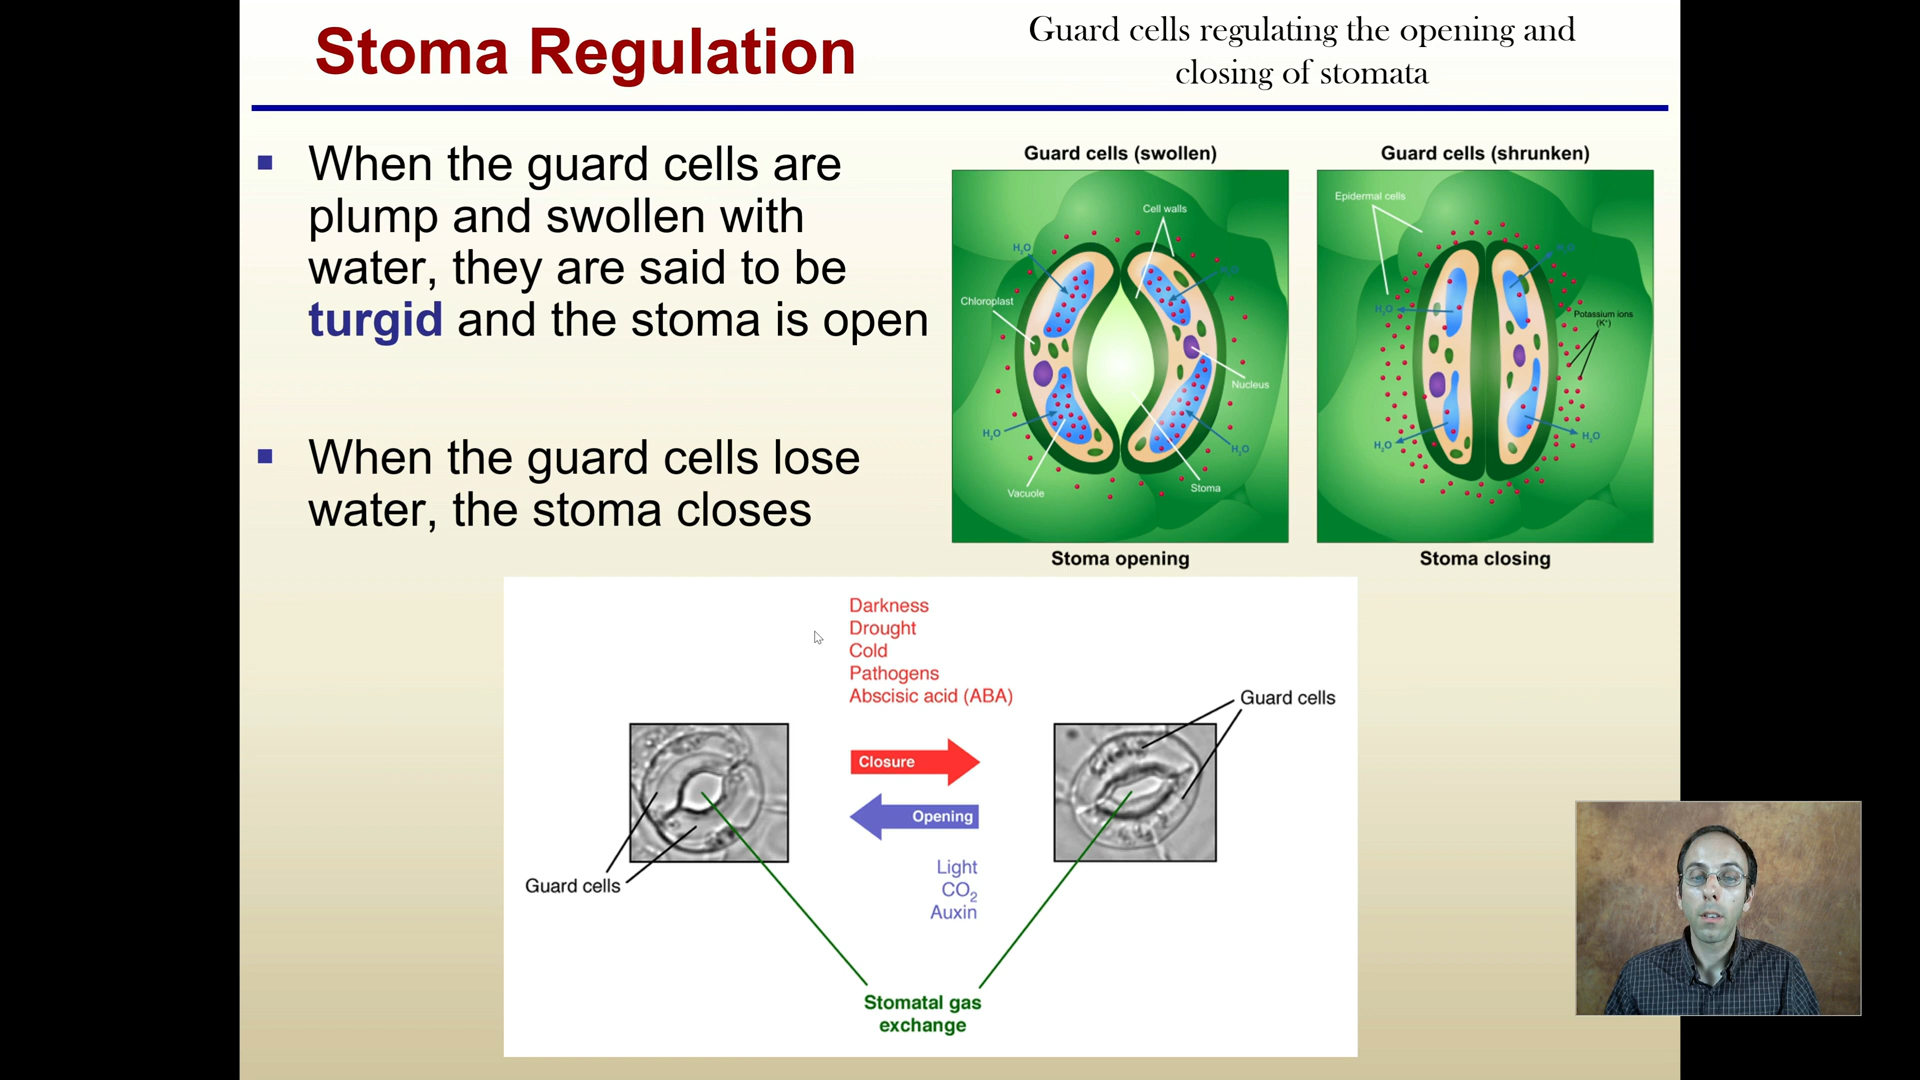 Stoma Regulation
Guard cells regulating the opening and
closing of stomata
▪ When the guard cells are
plump and swollen with
water, they are said to be
turgid and the stoma is open
▪ When the guard cells lose
water, the stoma closes
Guard cells (swollen)
Cell walls
H₂O
H₂O
Chloroplast
Nucleus
H₂O
H₂O
Vacuole
Stoma
Stoma opening
Guard cells (shrunken)
Epidermal cells
H₂O
H₂O
Potassium ions
(K⁺)
H₂O
H₂O
Stoma closing
Darkness
Drought
Cold
Pathogens
Abscisic acid (ABA)
Guard cells
Closure
Opening
Guard cells
Light
CO₂
Auxin
Stomatal gas
exchange